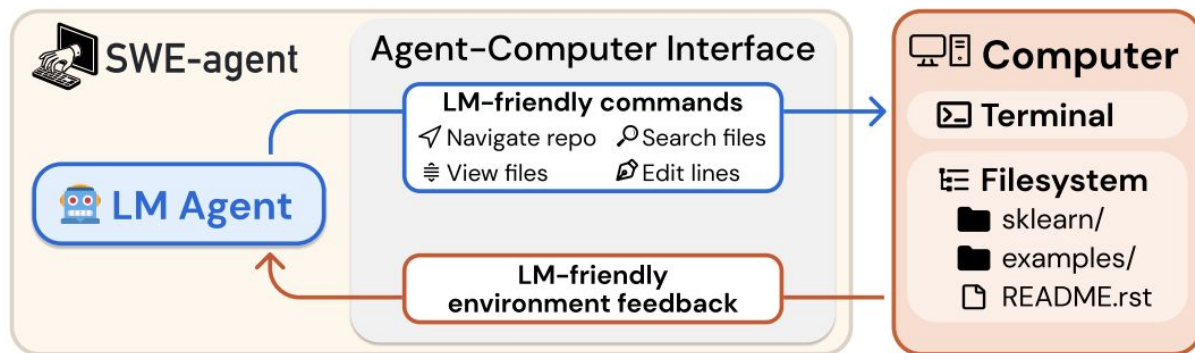 SWE-agent
Agent-Computer Interface
LM-friendly commands
Navigate repo
Search files
View files
Edit lines
LM Agent
LM-friendly
environment feedback
Computer
Terminal
Filesystem
sklearn/
examples/
README.rst